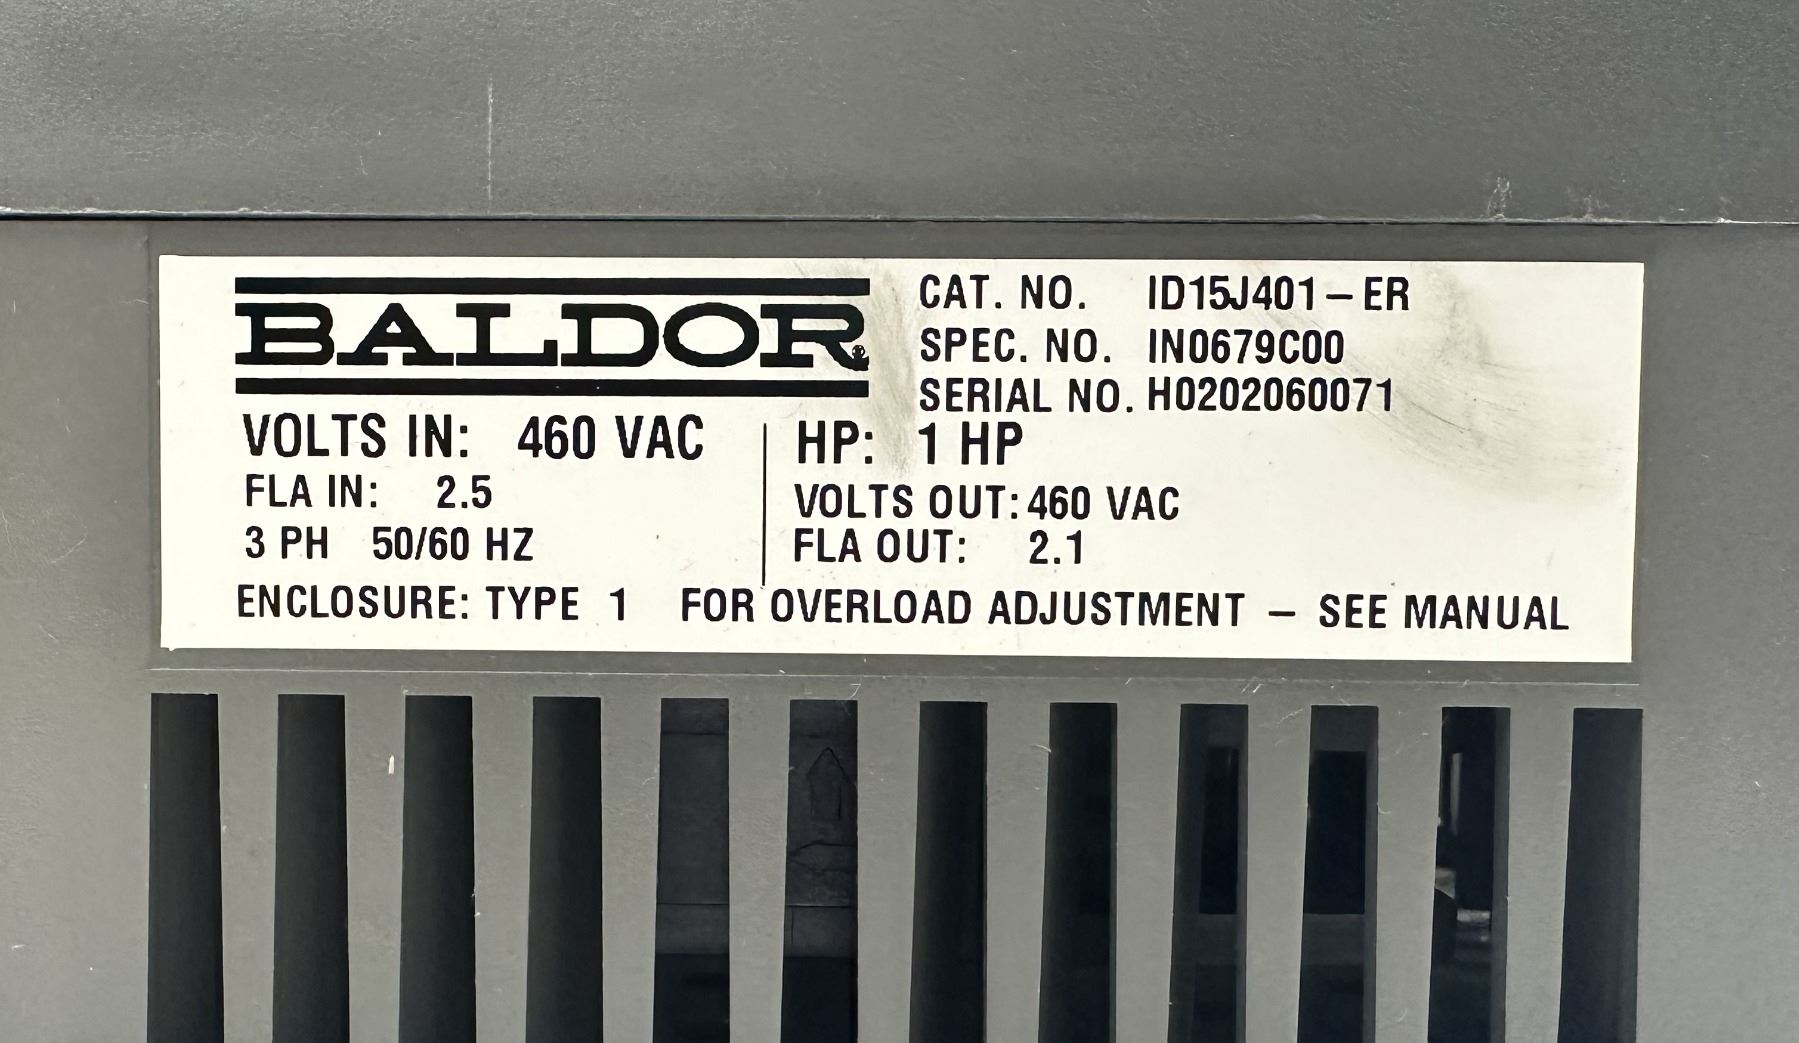 BALDOR
CAT. NO. ID15J401-ER
SPEC. NO. IN0679C00
SERIAL NO. H0202060071
VOLTS IN: 460 VAC
FLA IN: 2.5
3 PH 50/60 HZ
HP: 1 HP
VOLTS OUT: 460 VAC
FLA OUT: 2.1
ENCLOSURE: TYPE 1 FOR OVERLOAD ADJUSTMENT – SEE MANUAL